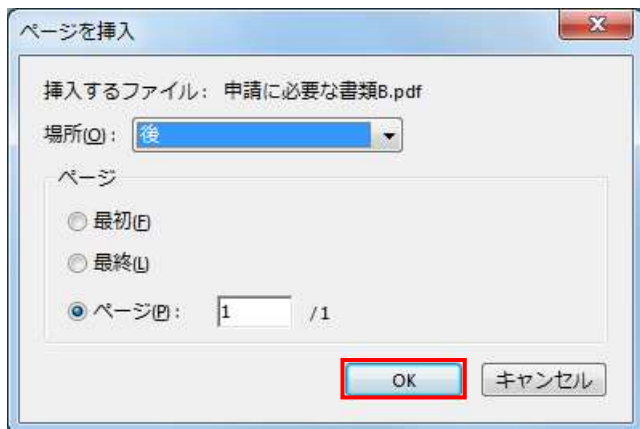 ページを挿入
挿入するファイル： 申請に必要な書類B.pdf
場所(O)： 後
ページ
最初(F)
最終(L)
ページ(P)： 1 /1
OK キャンセル